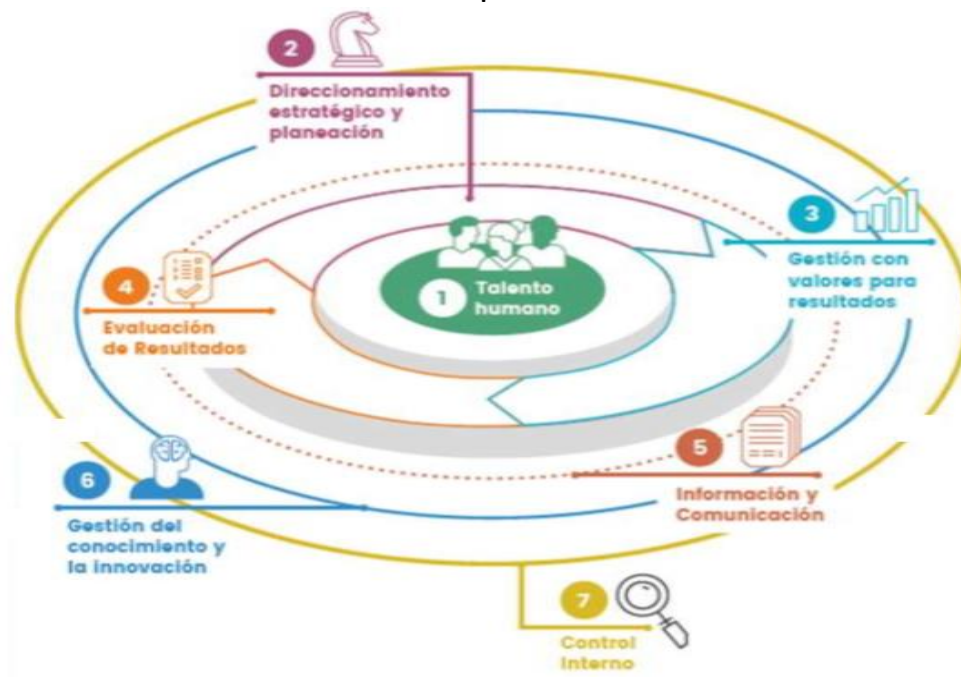 2
Direccionamiento
estratégico y
planeación
3
Gestión con
valores para
resultados
1
Talento
humano
4
Evaluación
de Resultados
5
Información y
Comunicación
6
Gestión del
conocimiento y
la innovación
7
Control
Interno